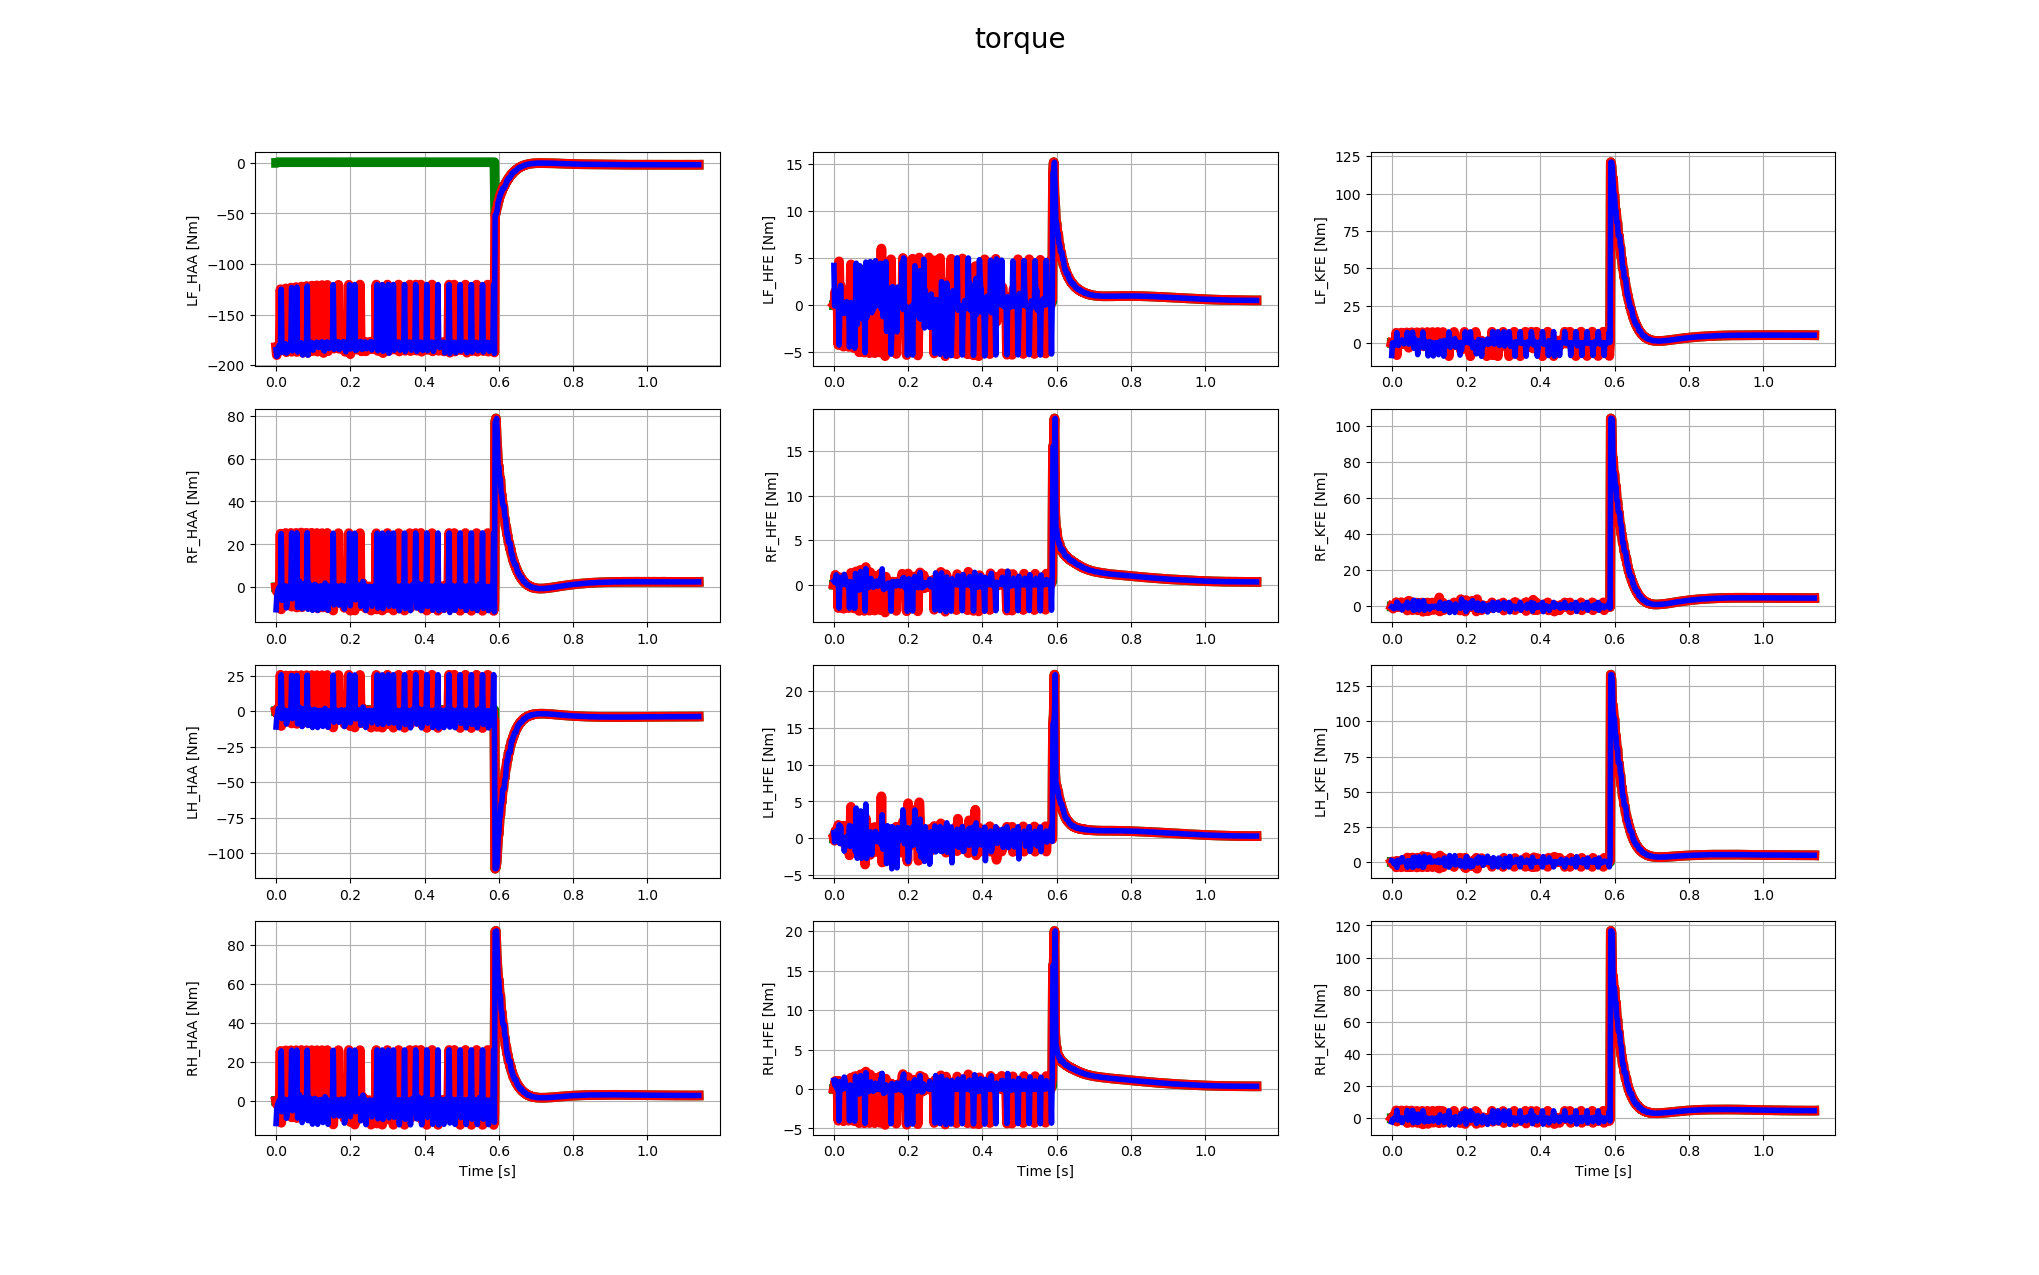 torque
LF_HAA [Nm]
0
−50
−100
−150
−200
0.0 0.2 0.4 0.6 0.8 1.0
LF_HFE [Nm]
15
10
5
0
−5
0.0 0.2 0.4 0.6 0.8 1.0
LF_KFE [Nm]
125
100
75
50
25
0
0.0 0.2 0.4 0.6 0.8 1.0
RF_HAA [Nm]
80
60
40
20
0
0.0 0.2 0.4 0.6 0.8 1.0
RF_HFE [Nm]
15
10
5
0
0.0 0.2 0.4 0.6 0.8 1.0
RF_KFE [Nm]
100
80
60
40
20
0
0.0 0.2 0.4 0.6 0.8 1.0
LH_HAA [Nm]
25
0
−25
−50
−75
−100
0.0 0.2 0.4 0.6 0.8 1.0
LH_HFE [Nm]
20
15
10
5
0
−5
0.0 0.2 0.4 0.6 0.8 1.0
LH_KFE [Nm]
125
100
75
50
25
0
0.0 0.2 0.4 0.6 0.8 1.0
RH_HAA [Nm]
80
60
40
20
0
0.0 0.2 0.4 0.6 0.8 1.0
Time [s]
RH_HFE [Nm]
20
15
10
5
0
−5
0.0 0.2 0.4 0.6 0.8 1.0
Time [s]
RH_KFE [Nm]
120
100
80
60
40
20
0
0.0 0.2 0.4 0.6 0.8 1.0
Time [s]